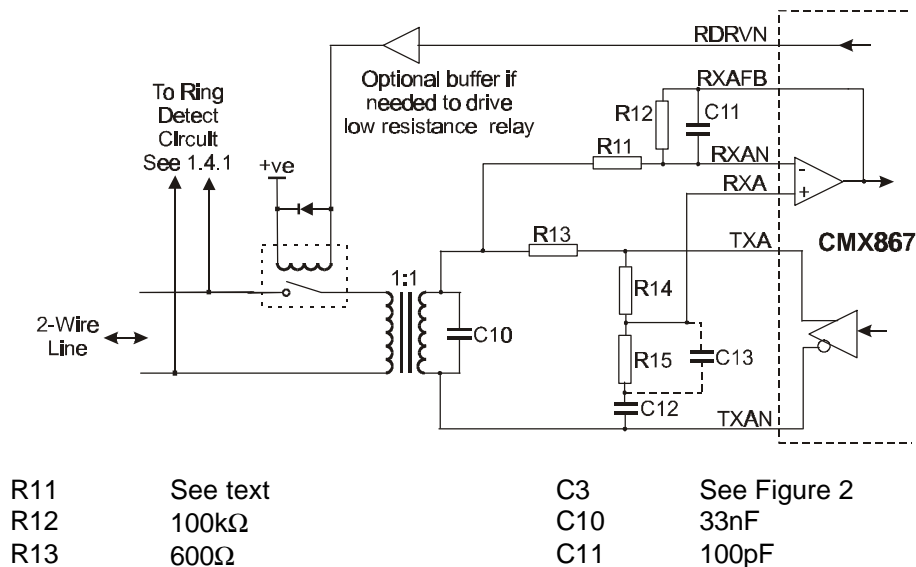 RDRVN
Optional buffer if
needed to drive
low resistance relay
To Ring
Detect
Circuit
See 1.4.1
RXAFB
R12
C11
R11
RXAN
+ve
RXA
-
+
R13
TXA
CMX867
1:1
R14
2-Wire
Line
C10
R15
C13
C12
TXAN
R11 See text C3 See Figure 2
R12 100kΩ C10 33nF
R13 600Ω C11 100pF